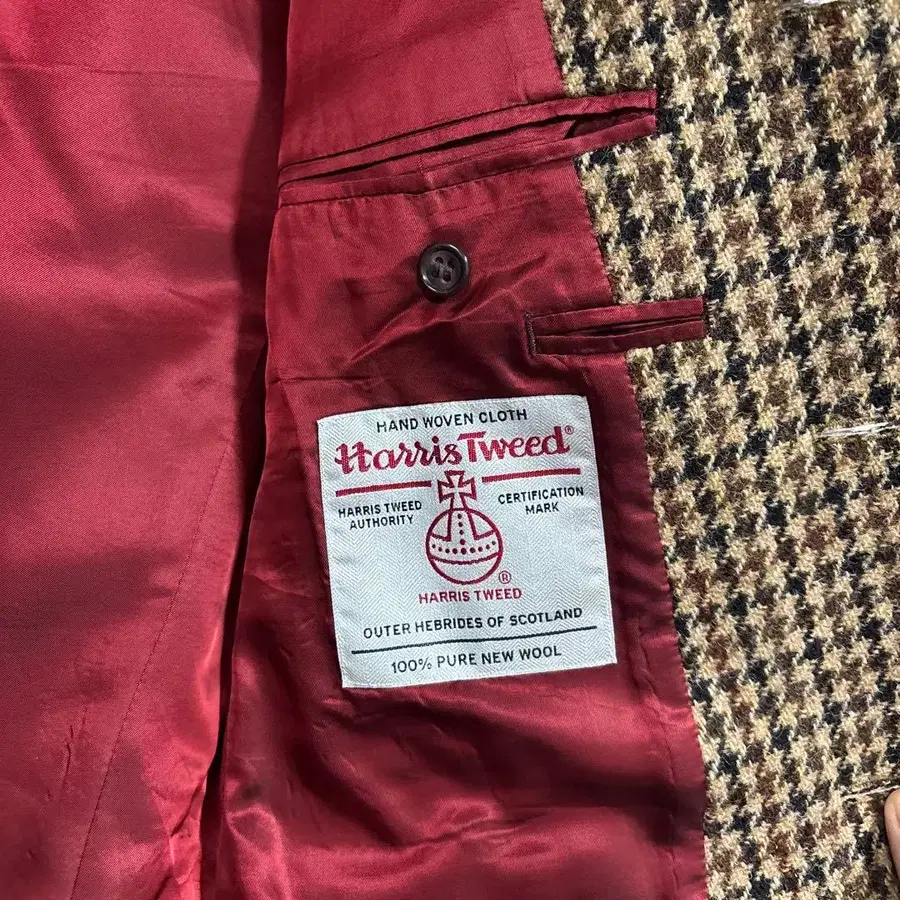 HAND WOVEN CLOTH
Harris Tweed®
HARRIS TWEED
AUTHORITY
CERTIFICATION
MARK
®
HARRIS TWEED
OUTER HEBRIDES OF SCOTLAND
100% PURE NEW WOOL